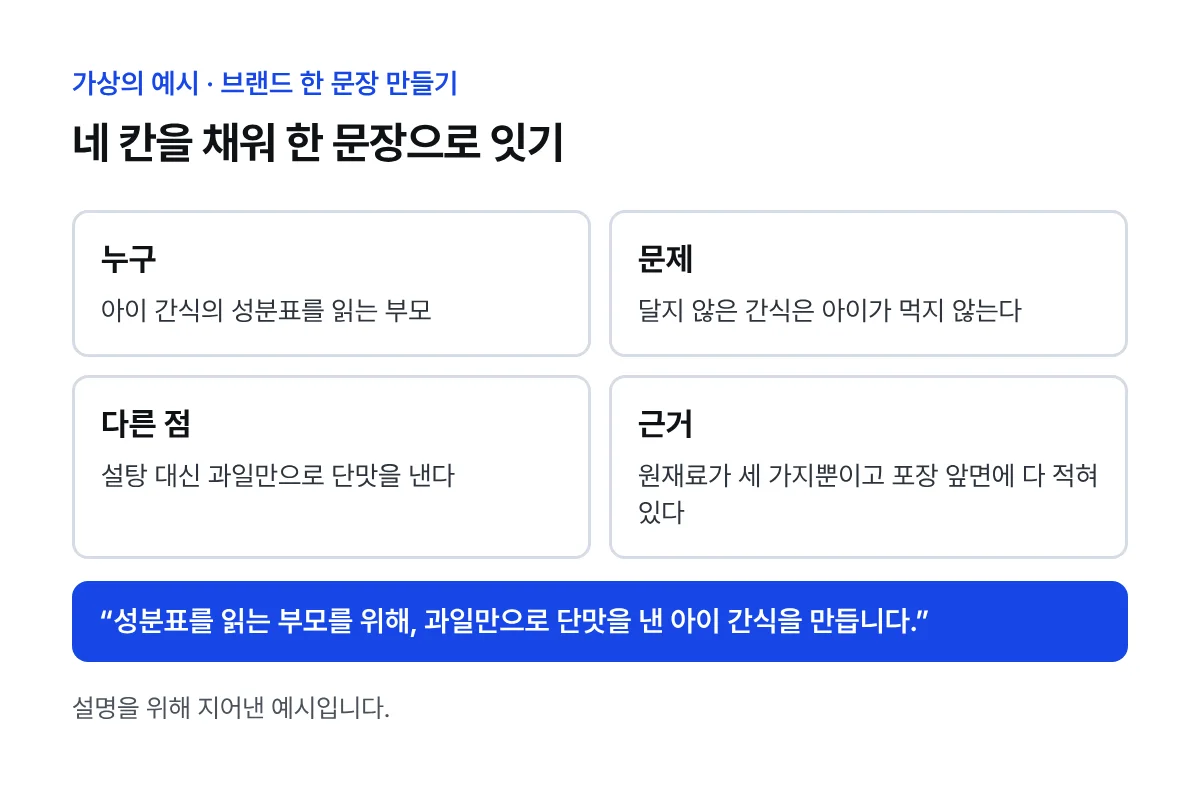 가상의 예시 · 브랜드 한 문장 만들기
네 칸을 채워 한 문장으로 잇기
누구
아이 간식의 성분표를 읽는 부모
문제
달지 않은 간식은 아이가 먹지 않는다
다른 점
설탕 대신 과일만으로 단맛을 낸다
근거
원재료가 세 가지뿐이고 포장 앞면에 다 적혀
있다
“성분표를 읽는 부모를 위해, 과일만으로 단맛을 낸 아이 간식을 만듭니다.”
설명을 위해 지어낸 예시입니다.